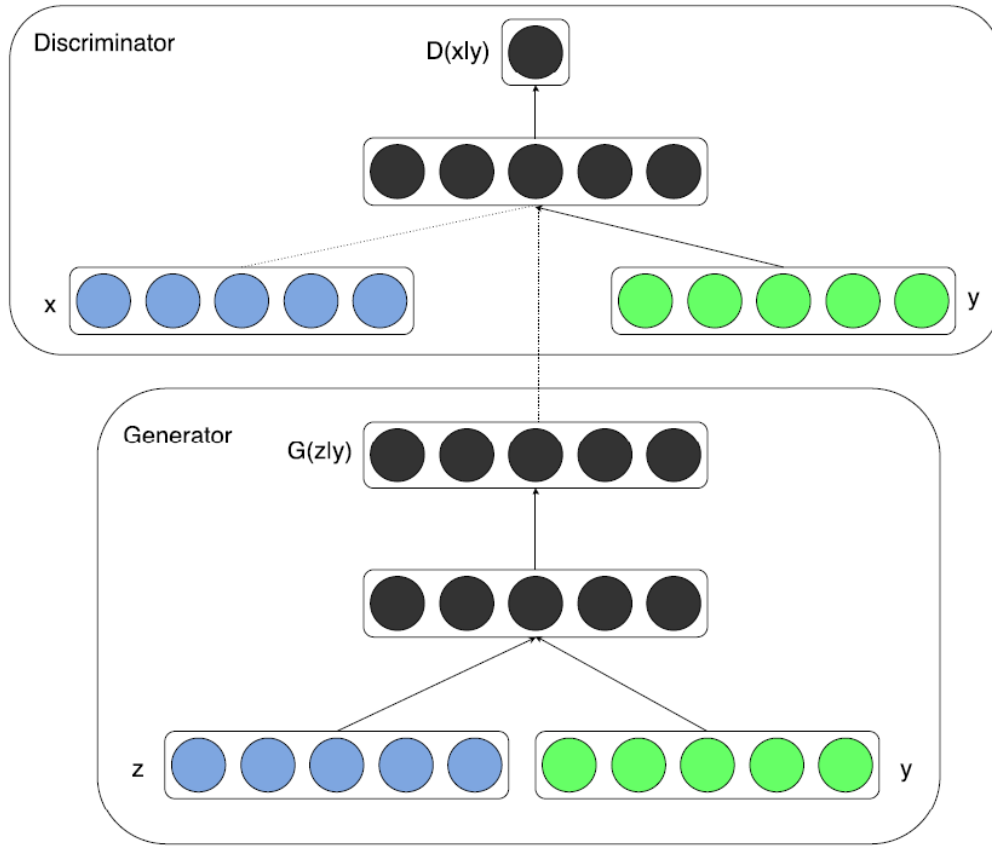 Discriminator
D(x|y)
x
y
Generator
G(z|y)
z
y